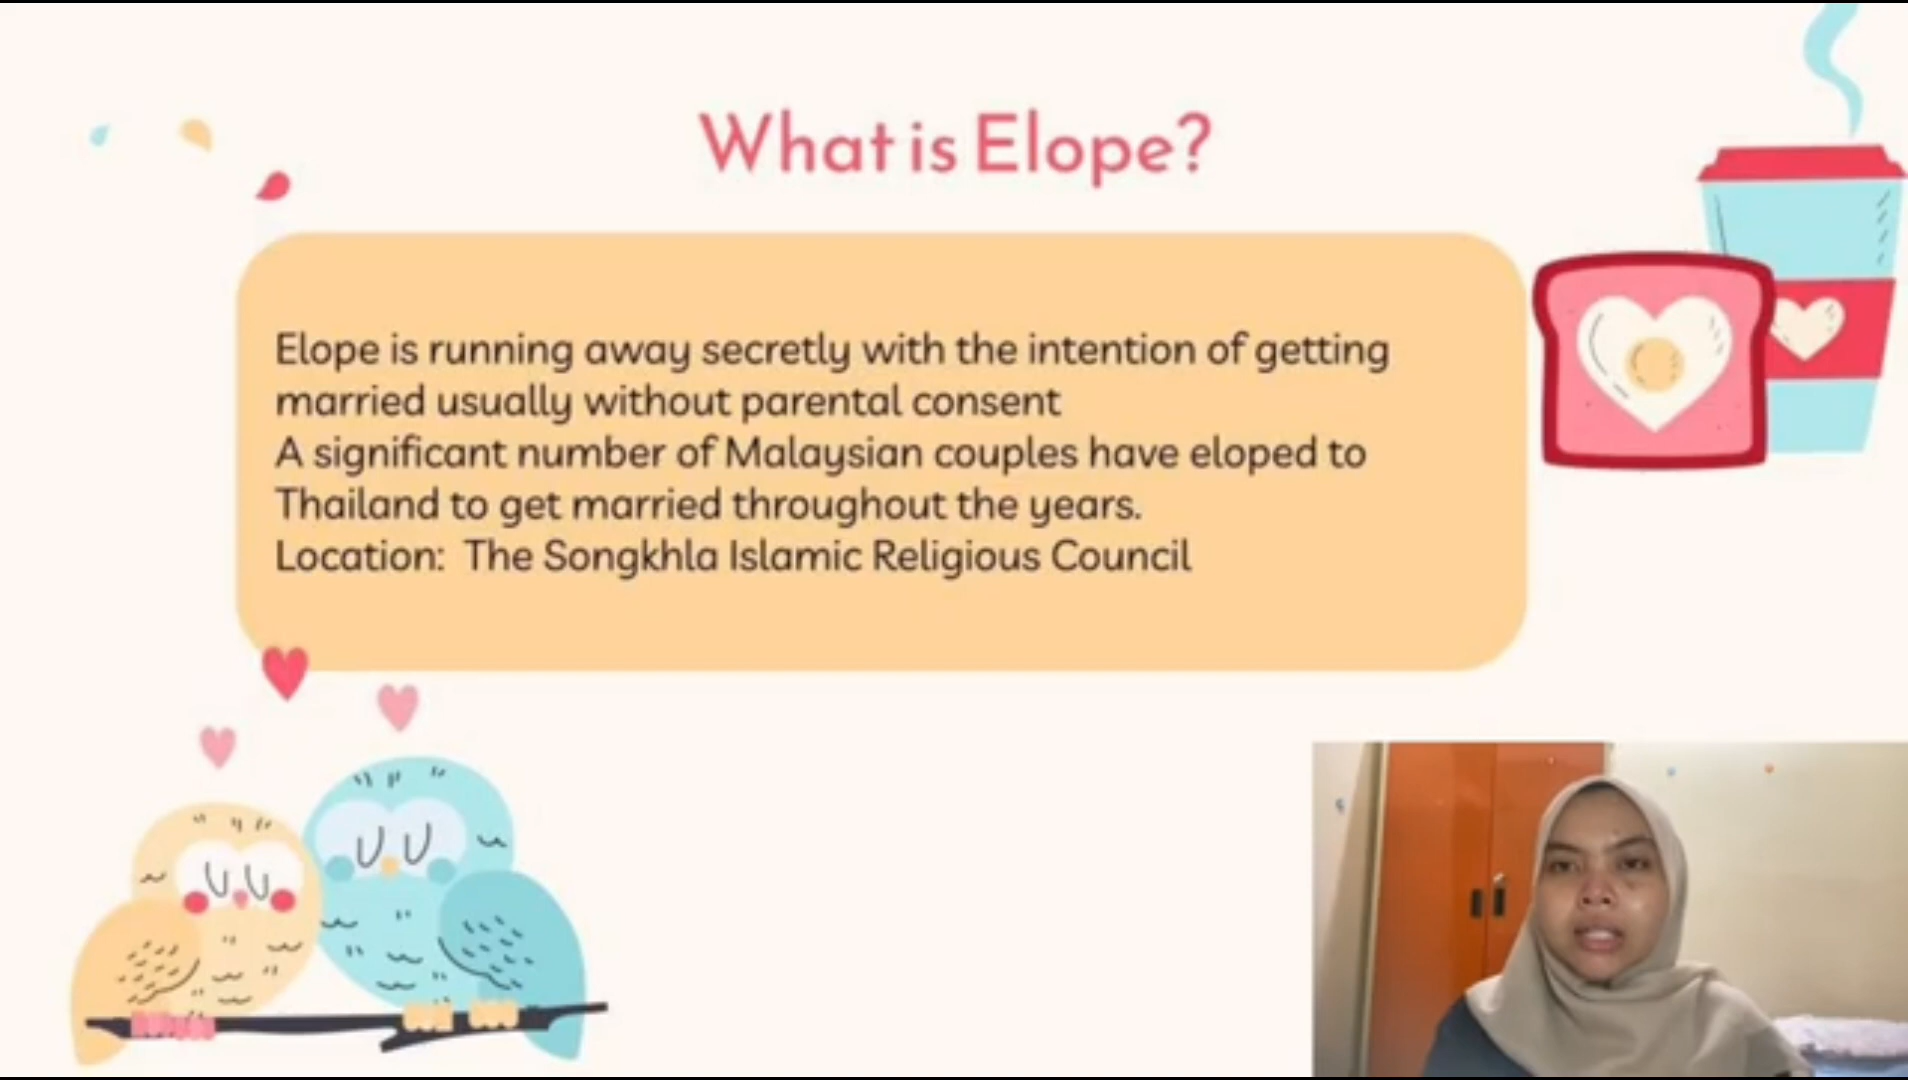 What is Elope?
Elope is running away secretly with the intention of getting
married usually without parental consent
A significant number of Malaysian couples have eloped to
Thailand to get married throughout the years.
Location: The Songkhla Islamic Religious Council